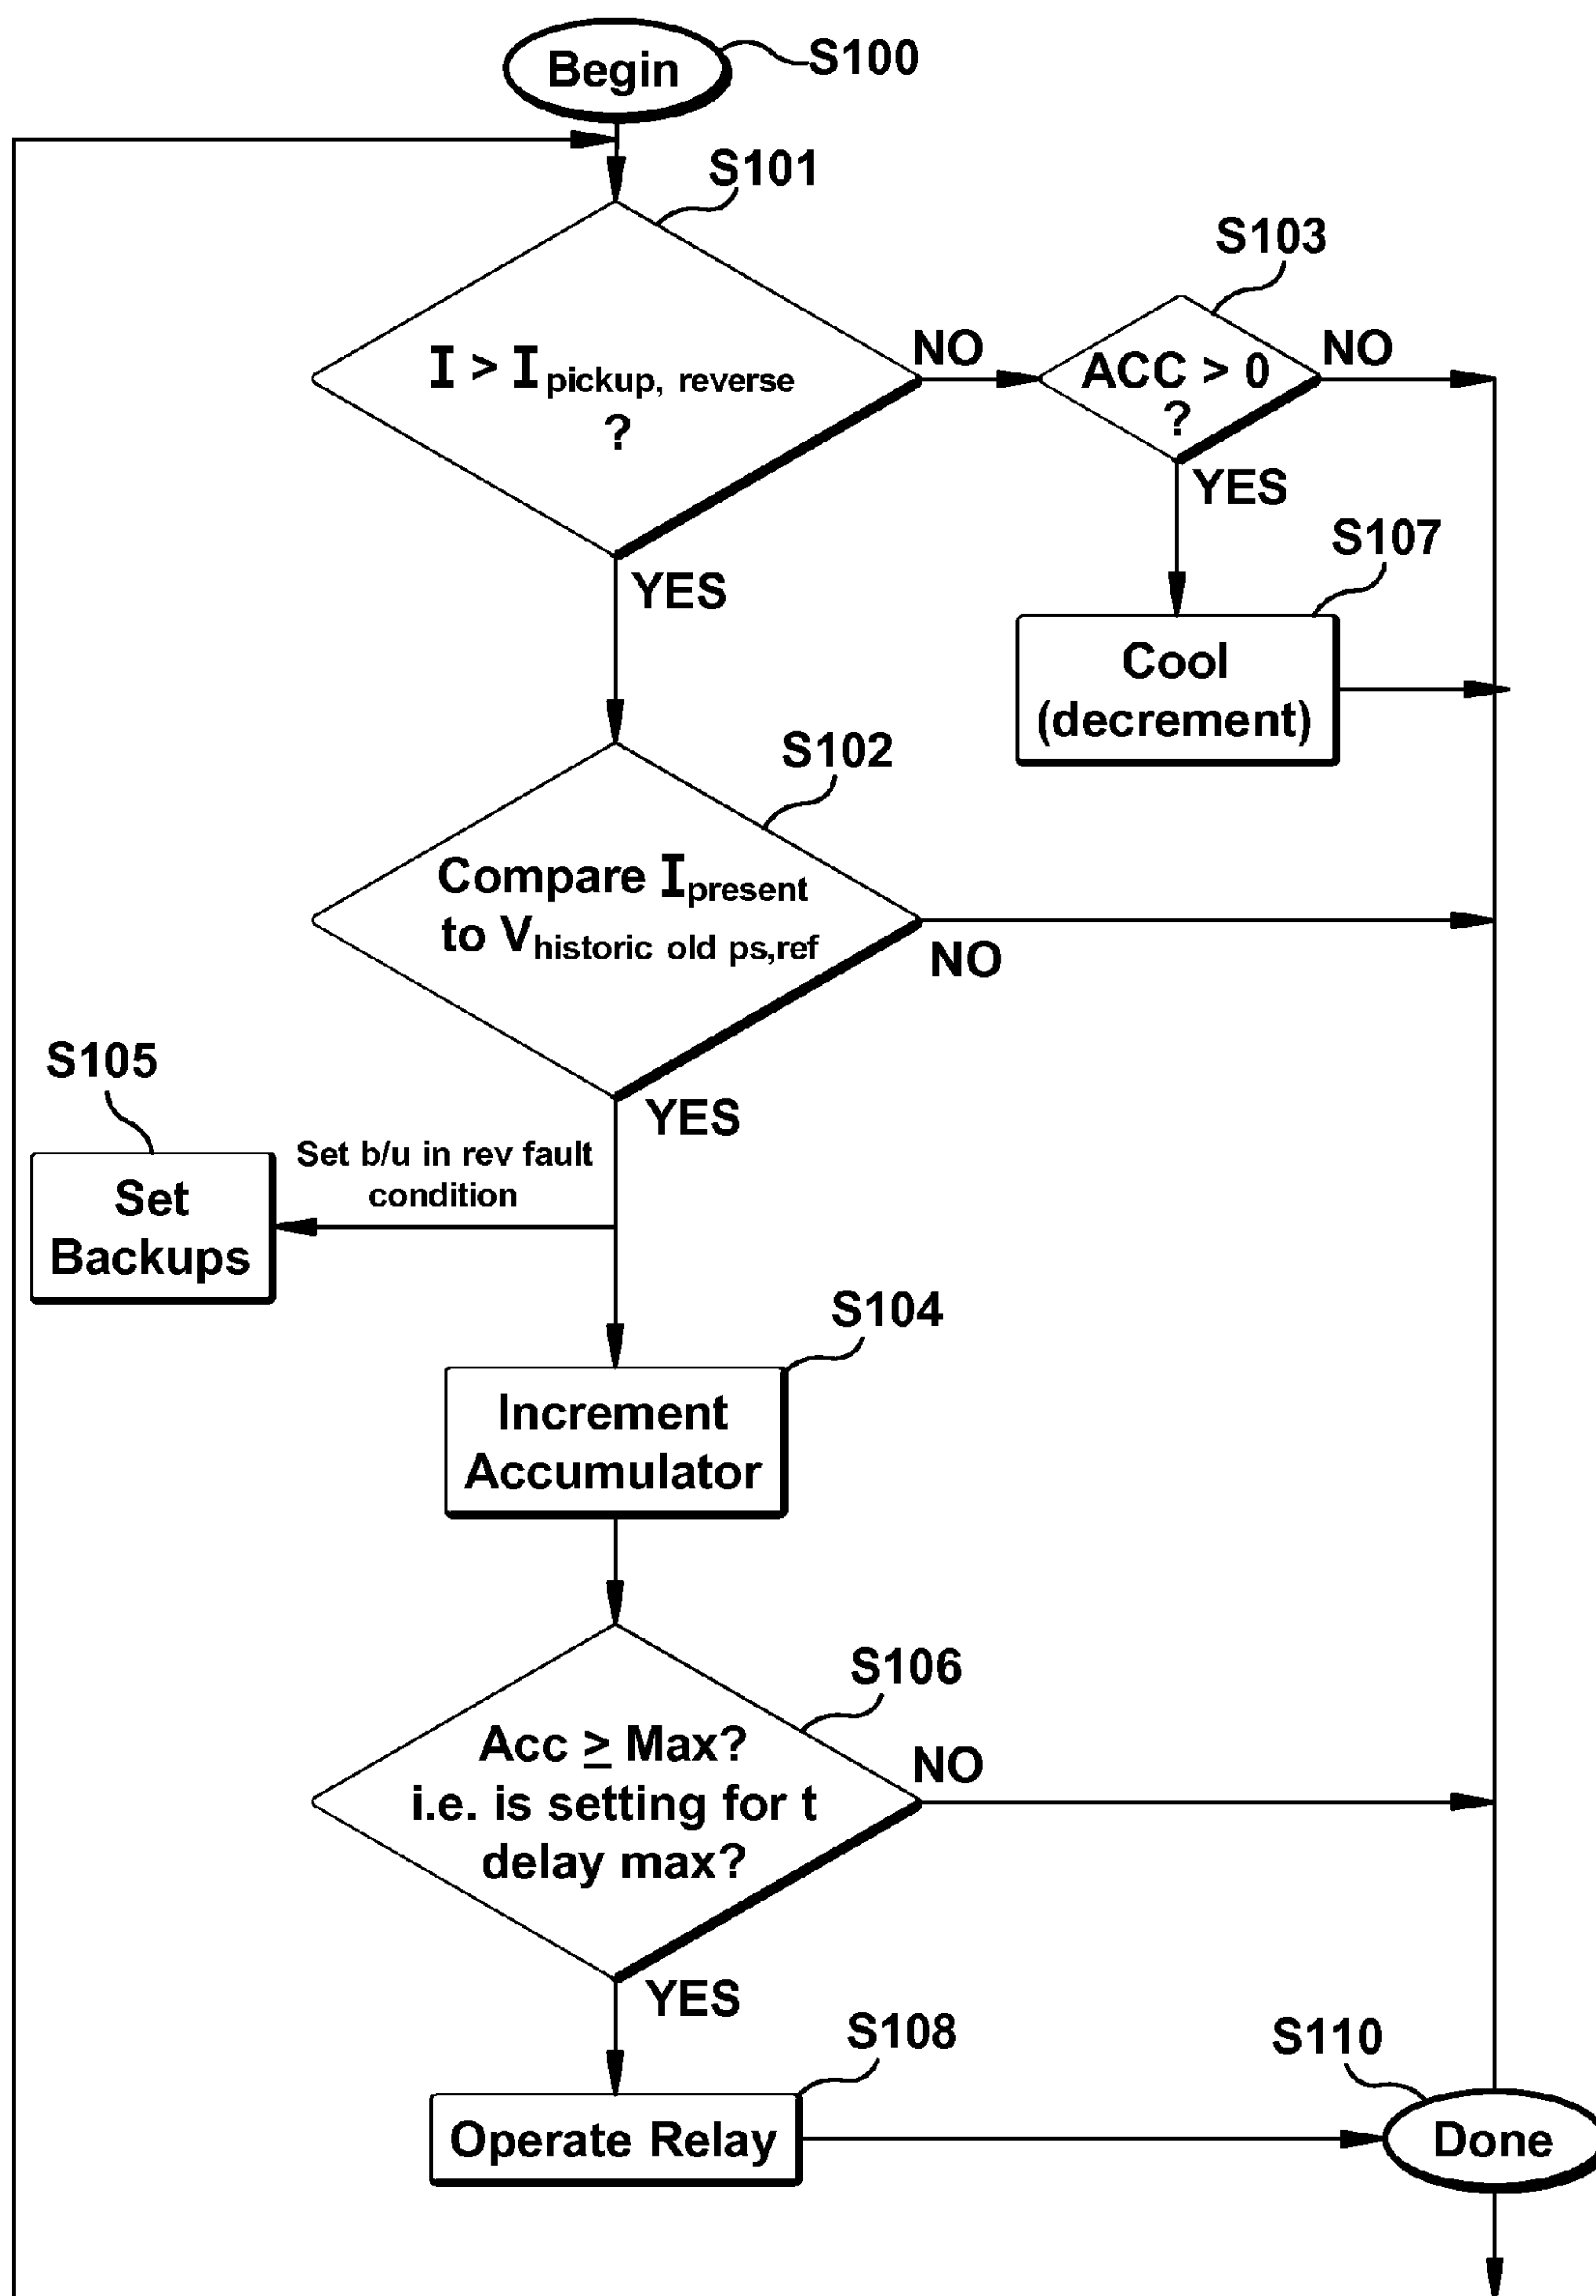 Begin
S100
S101
I > I pickup, reverse
?
NO
YES
S103
ACC > 0
?
NO
YES
S107
Cool
(decrement)
S102
Compare I present
to V historic old ps,ref
NO
YES
S105
Set
Backups
Set b/u in rev fault
condition
S104
Increment
Accumulator
S106
Acc ≥ Max?
i.e. is setting for t
delay max?
NO
YES
S108
Operate Relay
S110
Done